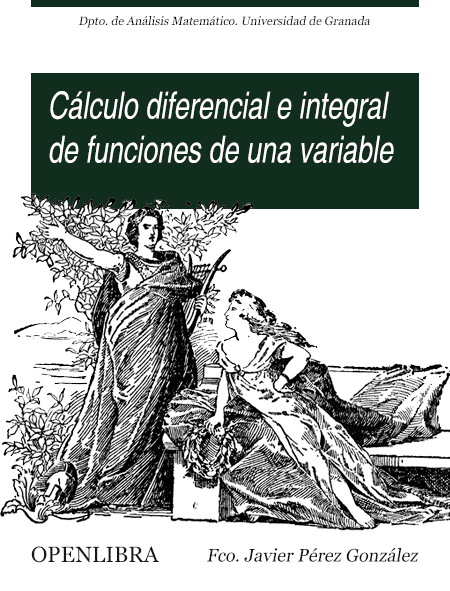 Dpto. de Análisis Matemático. Universidad de Granada
Cálculo diferencial e integral
de funciones de una variable
OPENLIBRA
Fco. Javier Pérez González